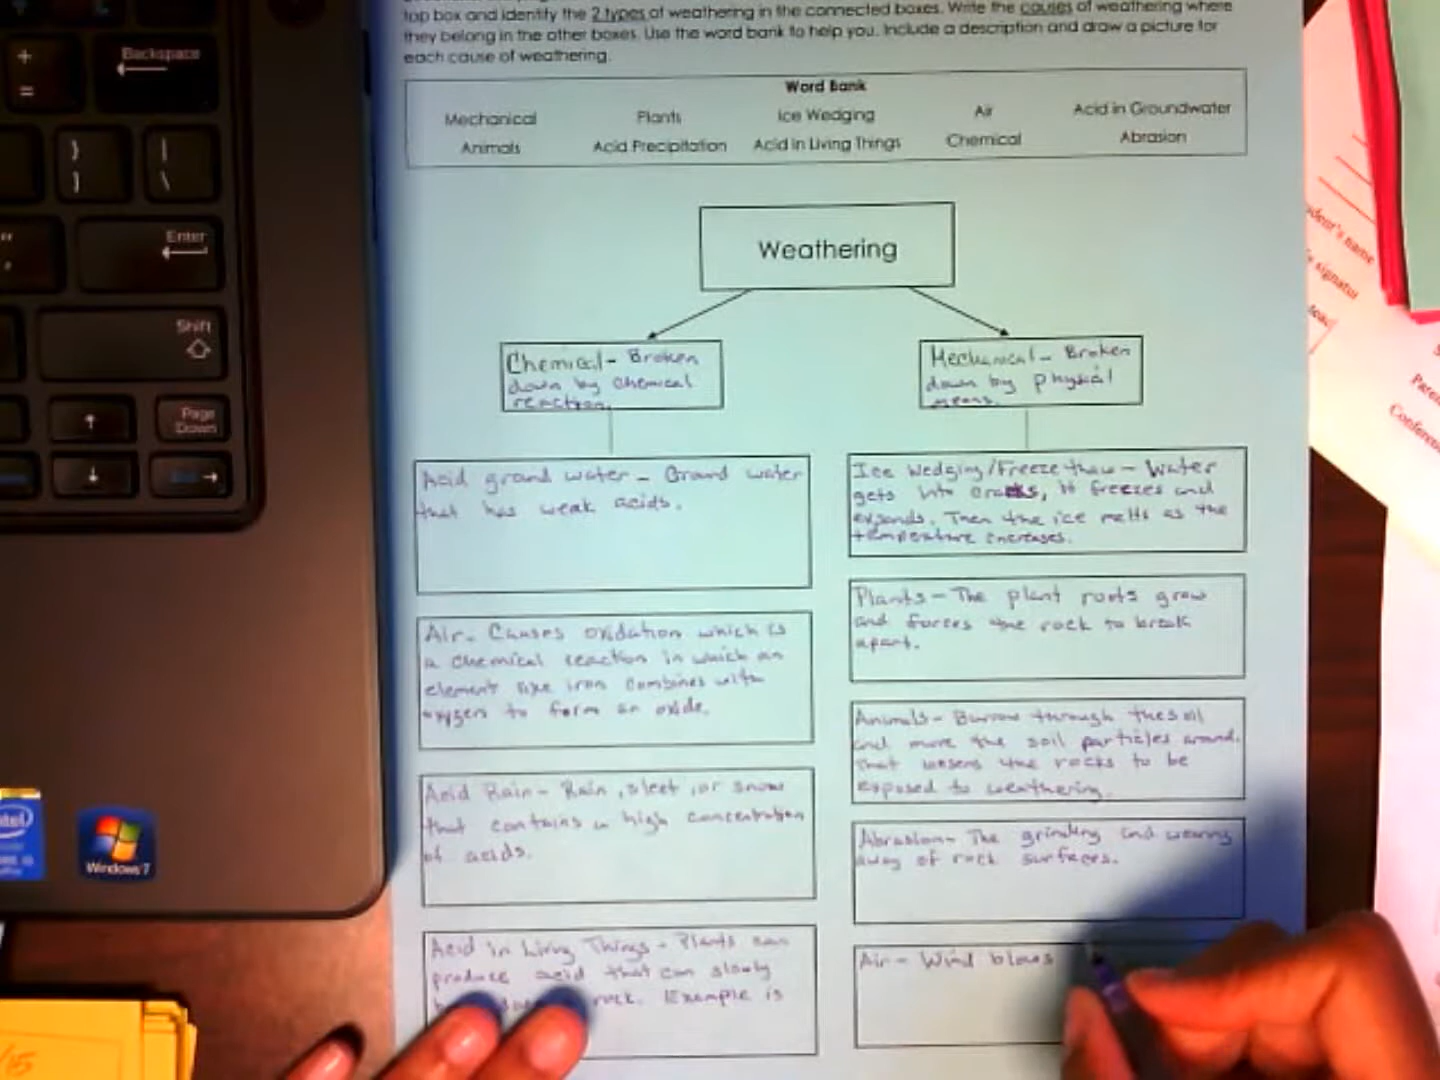 top box and identify the 2 types of weathering in the connected boxes. Write the causes of weathering where
they belong in the other boxes. Use the word bank to help you. Include a description and draw a picture for
each cause of weathering.
Word Bank
Mechanical Plants Ice Wedging Air Acid in Groundwater
Animals Acid Precipitation Acid in Living Things Chemical Abrasion
Weathering
Chemical - Broken
down by chemical
reaction.
Mechanical - Broken
down by physical
means.
Acid grand water - Grand water
that has weak acids.
Air - Causes oxidation which is
a chemical reaction in which an
element like iron combines with
oxygen to form an oxide.
Acid Rain - Rain, sleet, or snow
that contains a high concentration
of acids.
Acid in Living Things - Plants can
produce acid that can slowly
rock. Example is
Ice Wedging/Freeze thaw - Water
gets into cracks, it freezes and
expands. Then the ice melts as the
temperature increases.
Plants - The plant roots grow
and forces the rock to break
apart.
Animals - Burrow through the soil
and move the soil particles around.
That loosens the rocks to be
exposed to weathering.
Abrasion - The grinding and wearing
away of rock surfaces.
Air - Wind blows
+
=
Backspace
}
]
|
\
"
,
Enter
Shift
Page
Down
intel
Windows 7
/15
student's name
signatur
Confere